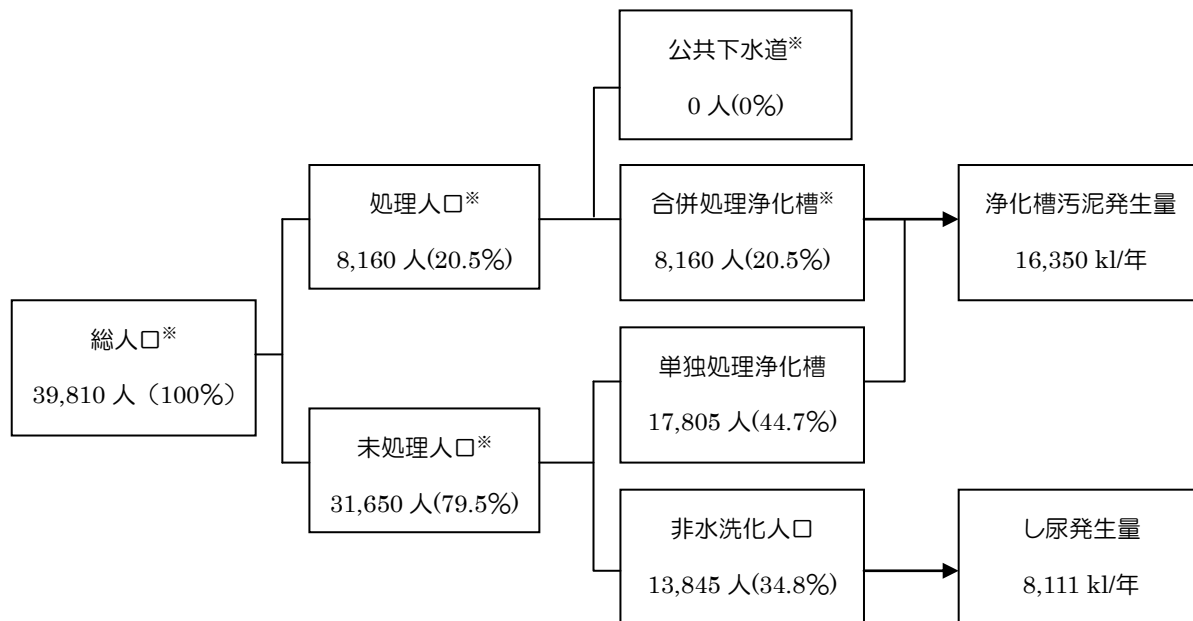 公共下水道※
0 人(0%)
処理人口※
8,160 人(20.5%)
合併処理浄化槽※
8,160 人(20.5%)
浄化槽汚泥発生量
16,350 kl/年
総人口※
39,810 人（100%）
単独処理浄化槽
17,805 人(44.7%)
未処理人口※
31,650 人(79.5%)
非水洗化人口
13,845 人(34.8%)
し尿発生量
8,111 kl/年